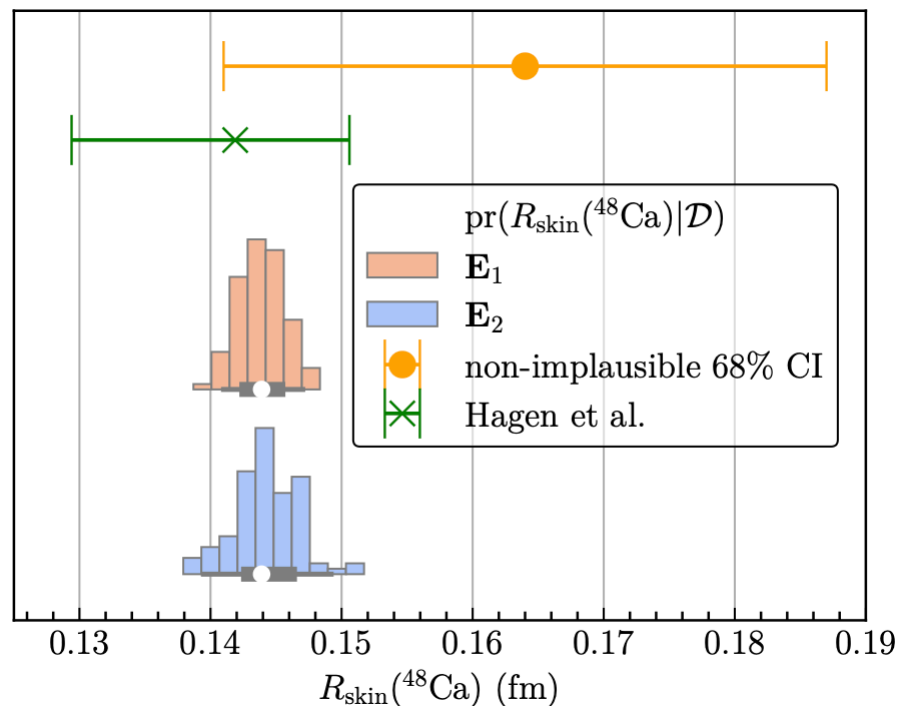 pr(R_skin(⁴⁸Ca)|𝒟)
E₁
E₂
non-implausible 68% CI
Hagen et al.
0.13 0.14 0.15 0.16 0.17 0.18 0.19
R_skin(⁴⁸Ca) (fm)